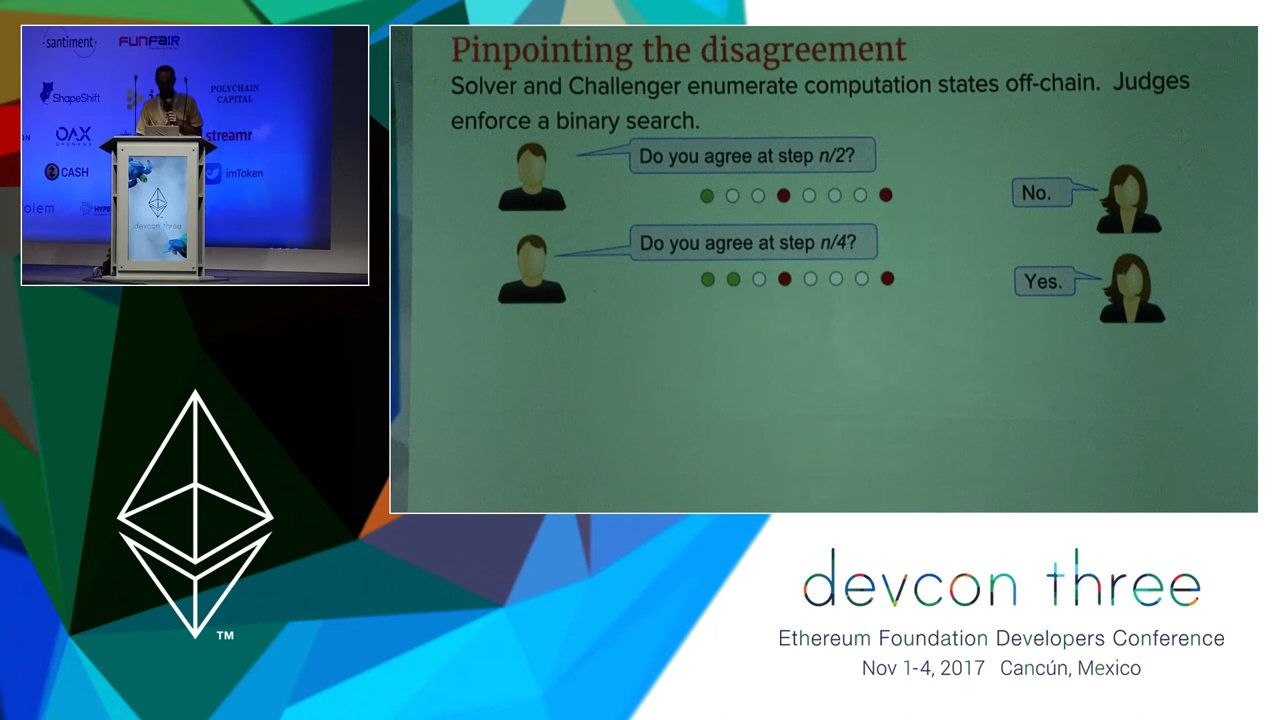 santiment
FUNFAIR
ShapeShift
POLYCHAIN
CAPITAL
OAX
streamr
CASH
imToken
devcon three
Pinpointing the disagreement
Solver and Challenger enumerate computation states off-chain. Judges
enforce a binary search.
Do you agree at step n/2?
No.
Do you agree at step n/4?
Yes.
TM
devcon three
Ethereum Foundation Developers Conference
Nov 1-4, 2017 Cancún, Mexico